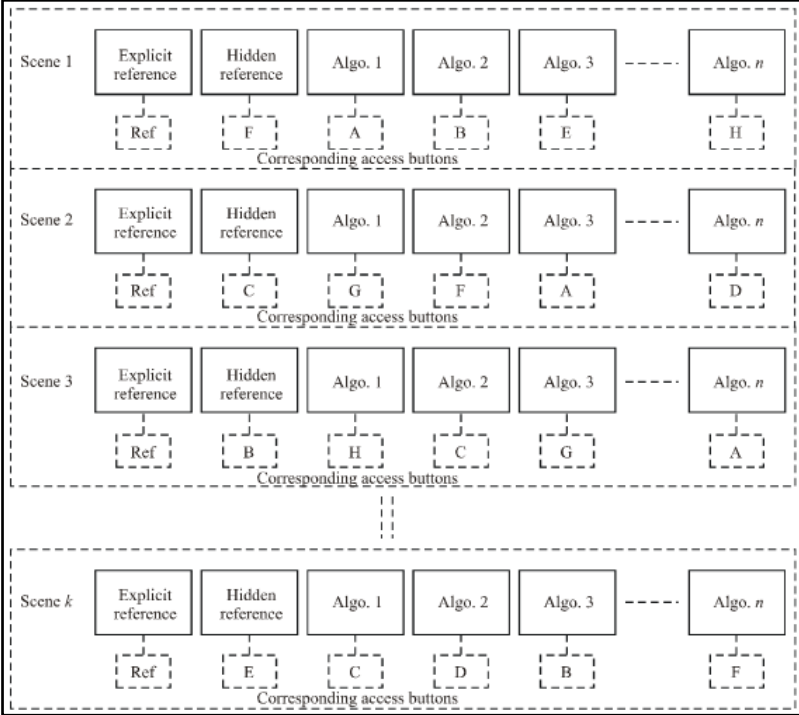 Scene 1
Explicit reference
Hidden reference
Algo. 1
Algo. 2
Algo. 3
Algo. n
Ref
F
A
B
E
H
Corresponding access buttons
Scene 2
Explicit reference
Hidden reference
Algo. 1
Algo. 2
Algo. 3
Algo. n
Ref
C
G
F
A
D
Corresponding access buttons
Scene 3
Explicit reference
Hidden reference
Algo. 1
Algo. 2
Algo. 3
Algo. n
Ref
B
H
C
G
A
Corresponding access buttons
Scene k
Explicit reference
Hidden reference
Algo. 1
Algo. 2
Algo. 3
Algo. n
Ref
E
C
D
B
F
Corresponding access buttons